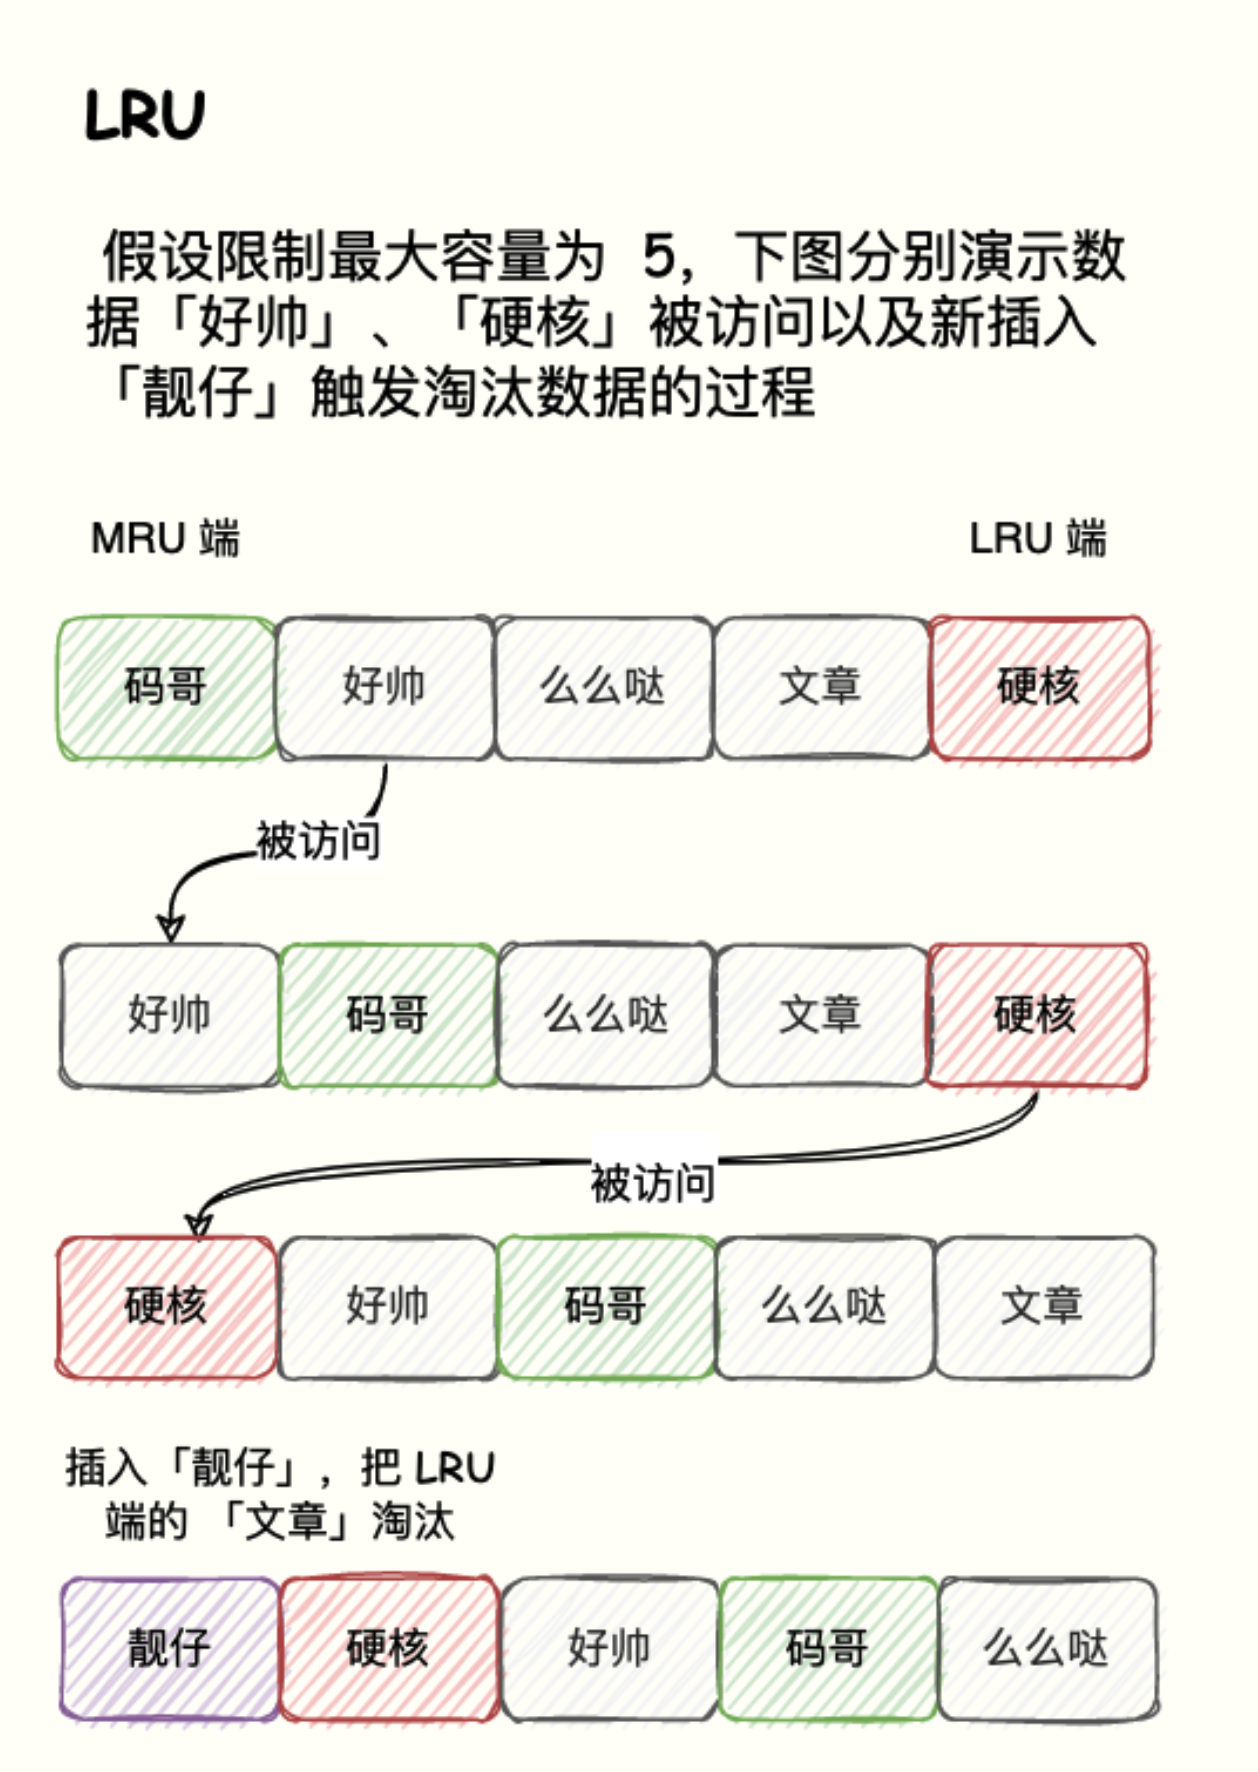 LRU
假设限制最大容量为 5，下图分别演示数
据「好帅」、「硬核」被访问以及新插入
「靓仔」触发淘汰数据的过程
MRU 端 LRU 端
码哥 好帅 么么哒 文章 硬核
被访问
好帅 码哥 么么哒 文章 硬核
被访问
硬核 好帅 码哥 么么哒 文章
插入「靓仔」，把 LRU
端的 「文章」淘汰
靓仔 硬核 好帅 码哥 么么哒